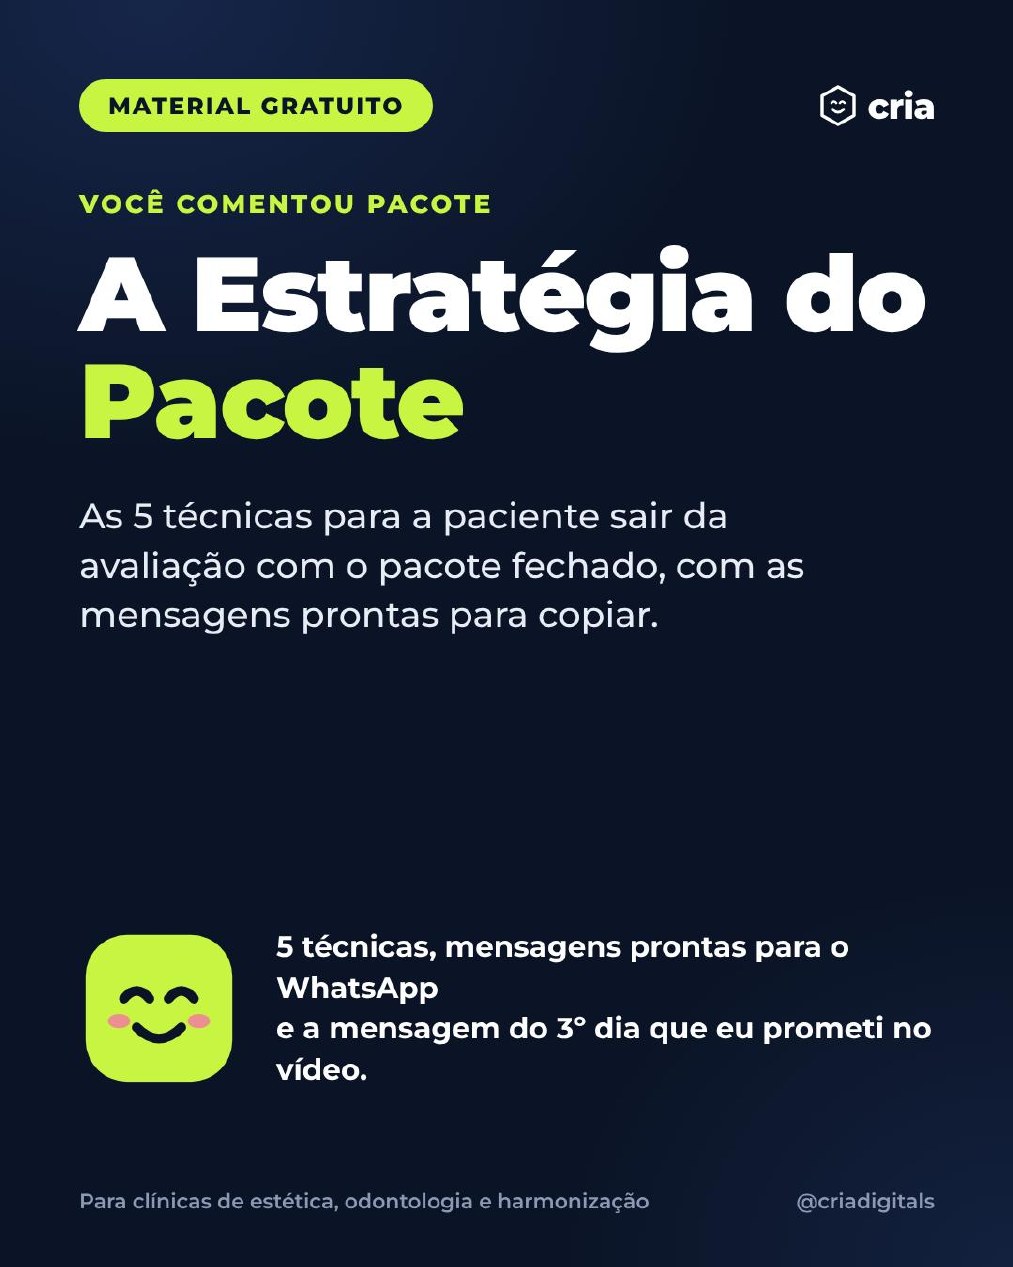 MATERIAL GRATUITO
cria
VOCÊ COMENTOU PACOTE
A Estratégia do
Pacote
As 5 técnicas para a paciente sair da
avaliação com o pacote fechado, com as
mensagens prontas para copiar.
5 técnicas, mensagens prontas para o
WhatsApp
e a mensagem do 3º dia que eu prometi no
vídeo.
Para clínicas de estética, odontologia e harmonização
@criadigitals